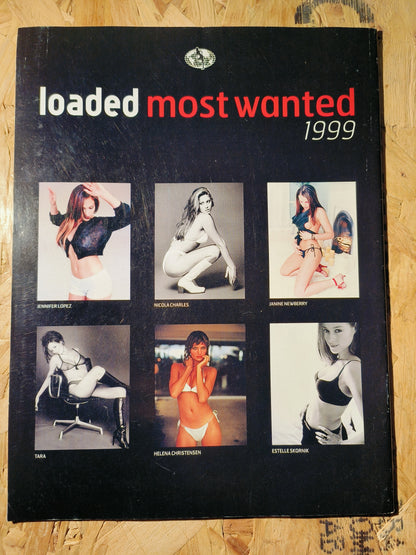 loaded most wanted
1999
JENNIFER LOPEZ
NICOLA CHARLES
JANINE NEWBERRY
TARA
HELENA CHRISTENSEN
ESTELLE SKORNIK